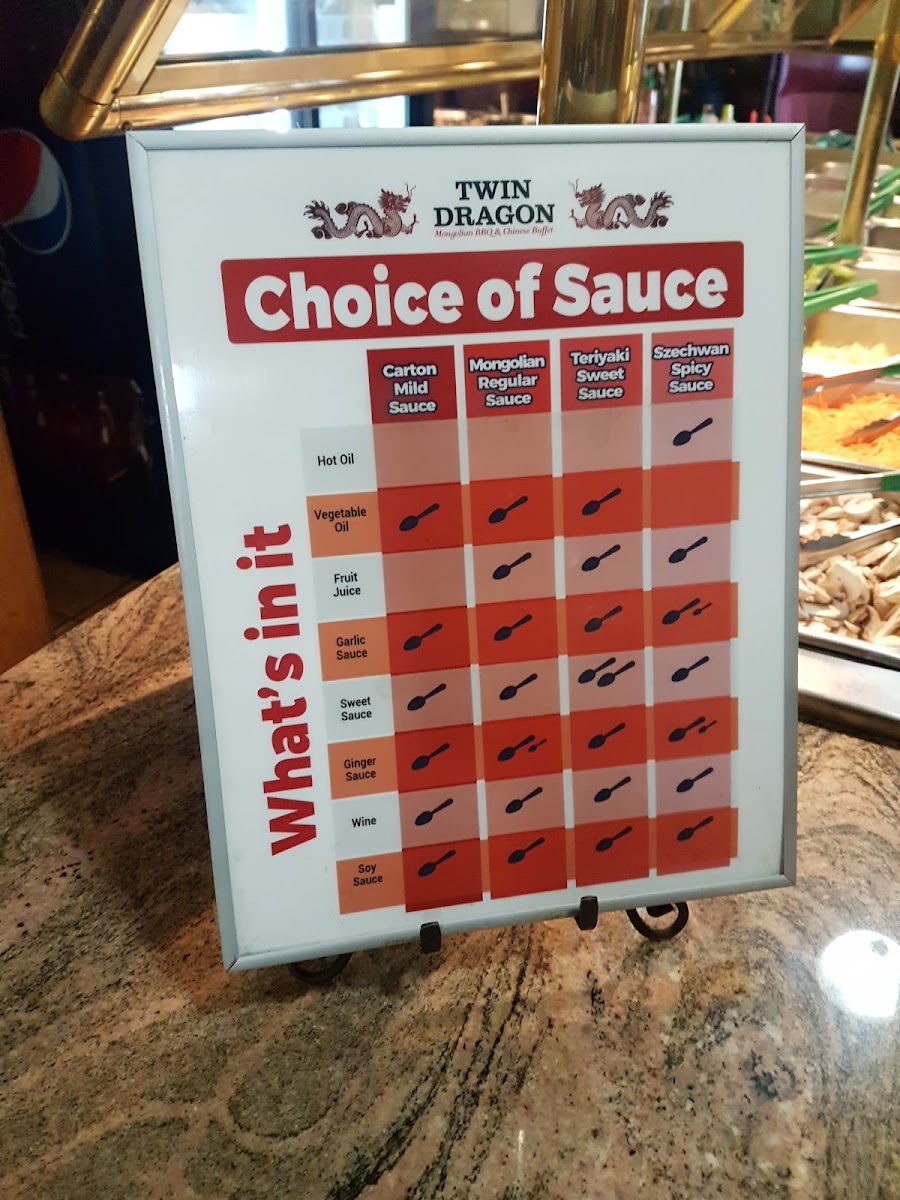 TWIN
DRAGON
Mongolian BBQ & Chinese Buffet
Choice of Sauce
Carton
Mild
Sauce
Mongolian
Regular
Sauce
Teriyaki
Sweet
Sauce
Szechwan
Spicy
Sauce
What's in it
Hot Oil
Vegetable
Oil
Fruit
Juice
Garlic
Sauce
Sweet
Sauce
Ginger
Sauce
Wine
Soy
Sauce